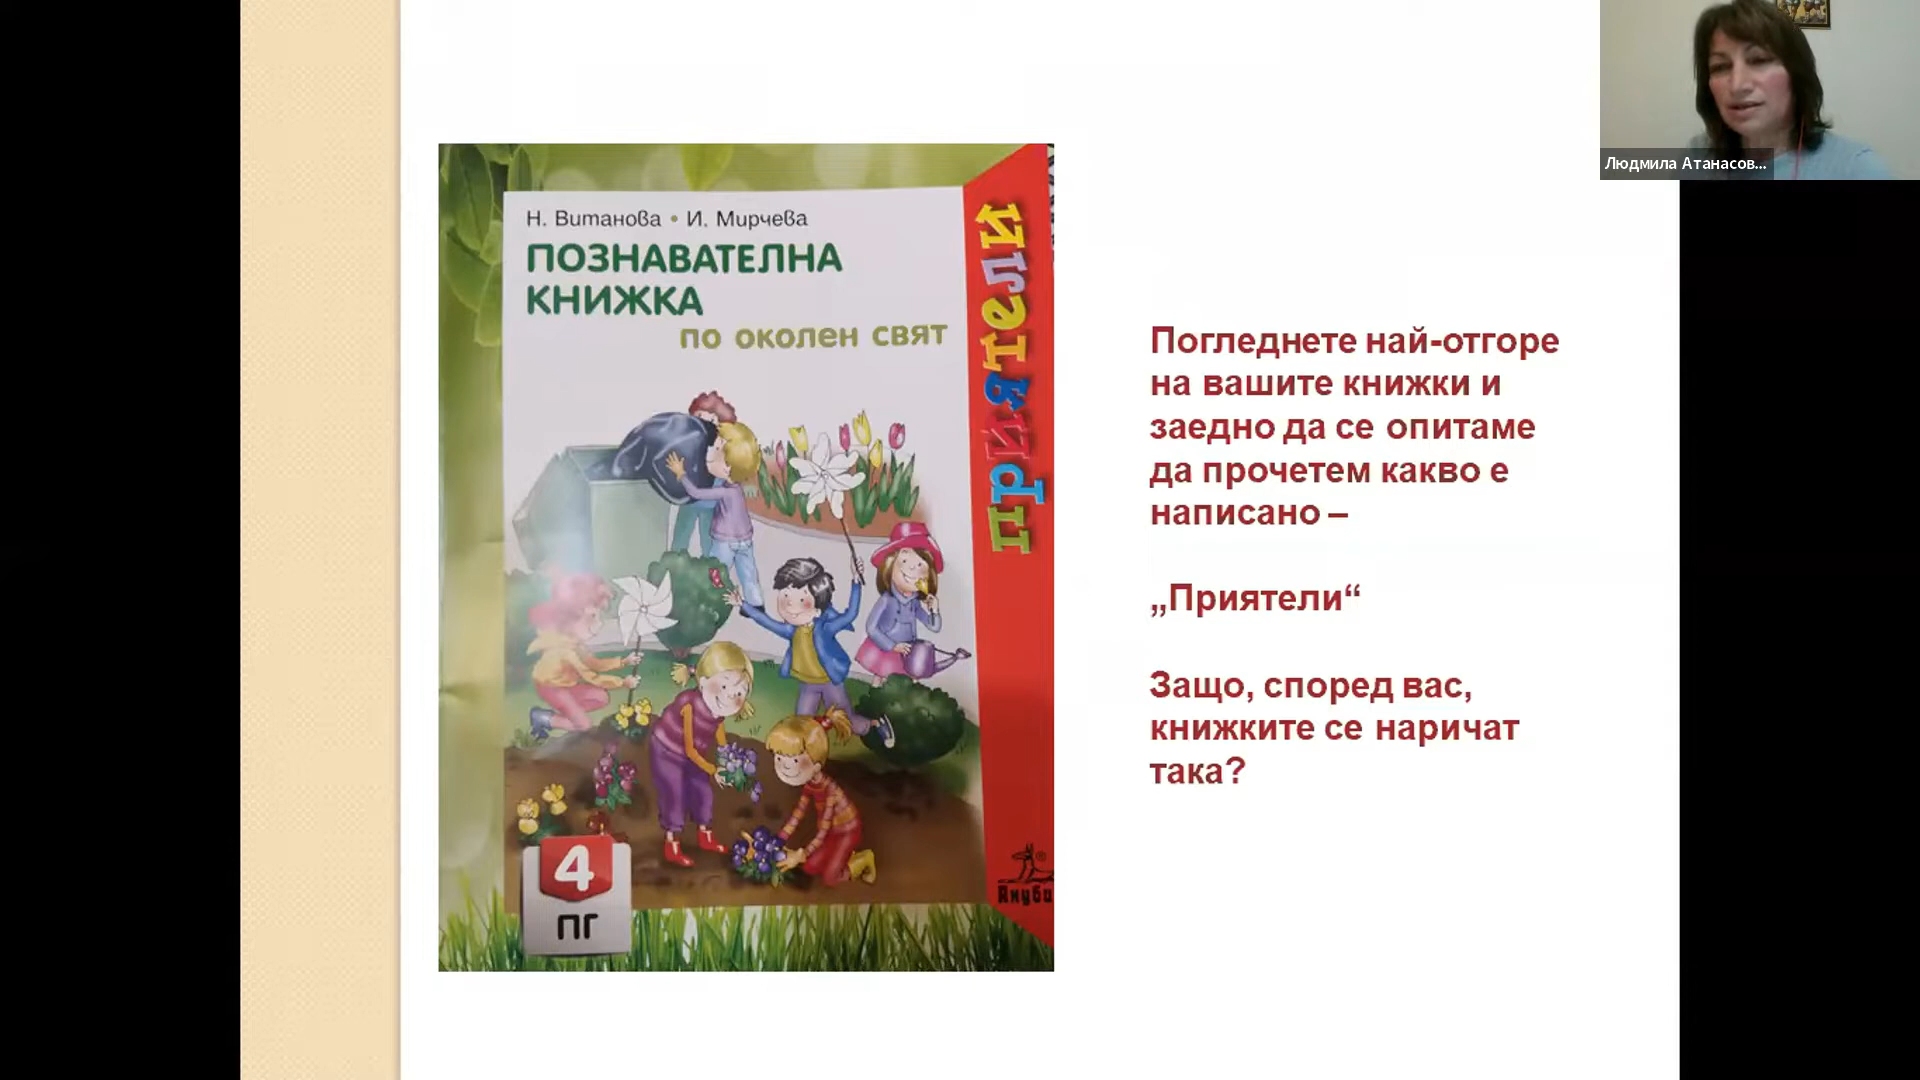 Н. Витанова • И. Мирчева
ПОЗНАВАТЕЛНА
КНИЖКА
по околен свят
приятели
4
ПГ
Погледнете най-отгоре
на вашите книжки и
заедно да се опитаме
да прочетем какво е
написано –
„Приятели“
Защо, според вас,
книжките се наричат
така?
Людмила Атанасов...